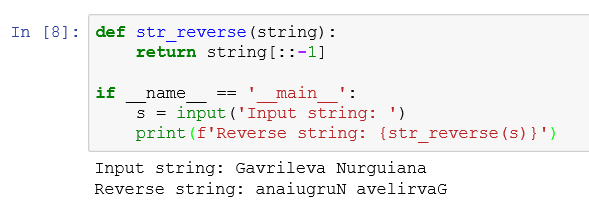 In [8]: def str_reverse(string):
    return string[::-1]

if __name__ == '__main__':
    s = input('Input string: ')
    print(f'Reverse string: {str_reverse(s)}')
Input string: Gavrileva Nurguiana
Reverse string: anaiugruN avelirvaG